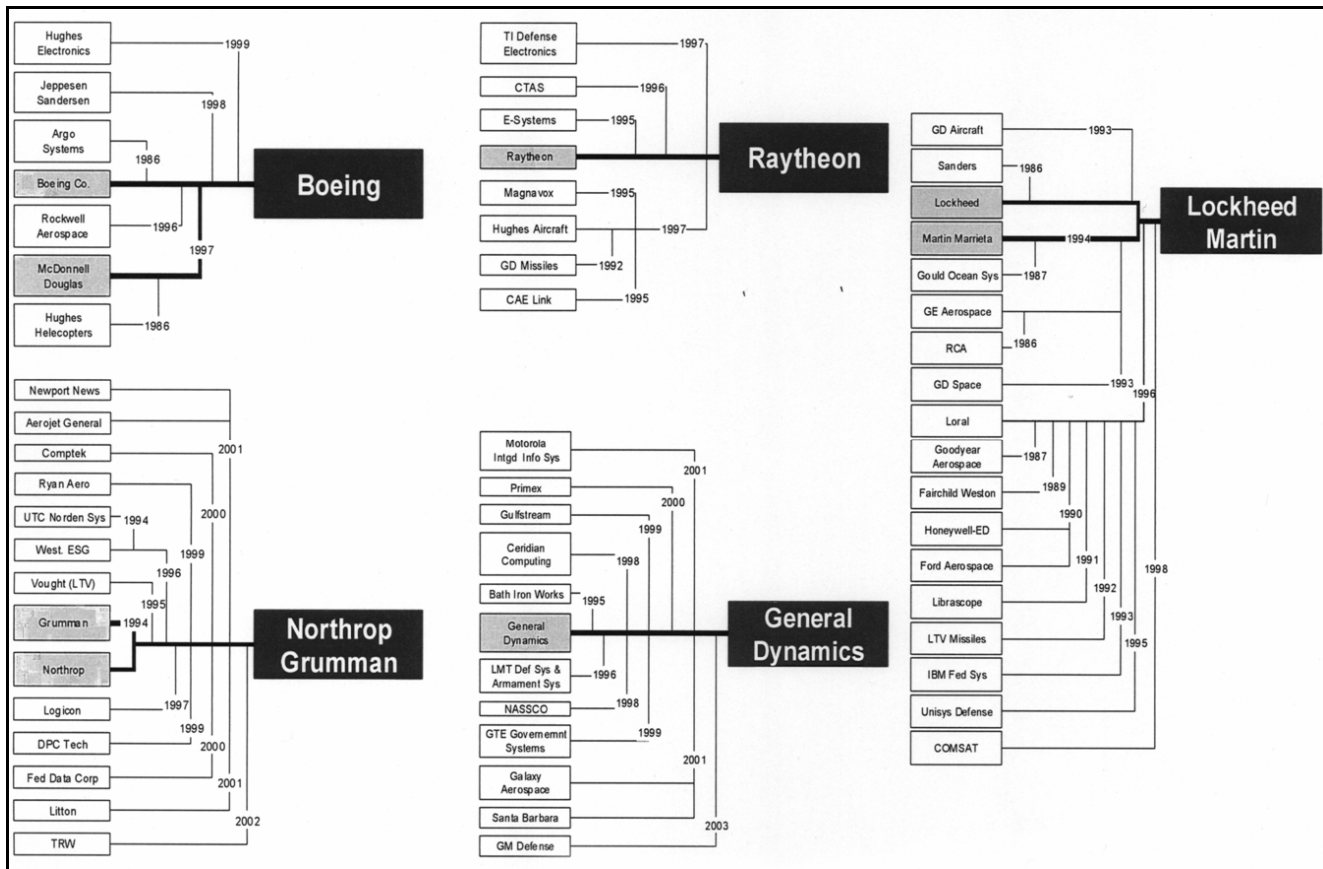 Hughes
Electronics
1999
Jeppesen
Sandersen
1998
Argo
Systems
1986
Boeing Co.
Boeing
Rockwell
Aerospace
1996
1997
McDonnell
Douglas
Hughes
Helecopters
1986
TI Defense
Electronics
1997
CTAS
1996
E-Systems
1995
Raytheon
Raytheon
Magnavox
1995
Hughes Aircraft
1997
GD Missiles
1992
CAE Link
1995
GD Aircraft
1993
Sanders
1986
Lockheed
Lockheed
Martin
Martin Marrieta
1994
Gould Ocean Sys
1987
GE Aerospace
1986
RCA
GD Space
1993
1996
Loral
Goodyear
Aerospace
1987
Fairchild Weston
1989
Honeywell-ED
1990
Ford Aerospace
1991
1998
Librascope
1992
1993
LTV Missiles
1995
IBM Fed Sys
Unisys Defense
COMSAT
Newport News
Aerojet General
2001
Comptek
Ryan Aero
2000
UTC Norden Sys
1994
West. ESG
1999
1996
Vought (LTV)
1995
Grumman
1994
Northrop
Grumman
Northrop
Logicon
1997
1999
DPC Tech
2000
Fed Data Corp
2001
Litton
2002
TRW
Motorola
Intgd Info Sys
2001
Primex
2000
Gulfstream
1999
Ceridian
Computing
1998
Bath Iron Works
1995
General
Dynamics
General
Dynamics
LMT Def Sys &
Armament Sys
1996
NASSCO
1998
GTE Governemnt
Systems
1999
2001
Galaxy
Aerospace
Santa Barbara
2003
GM Defense